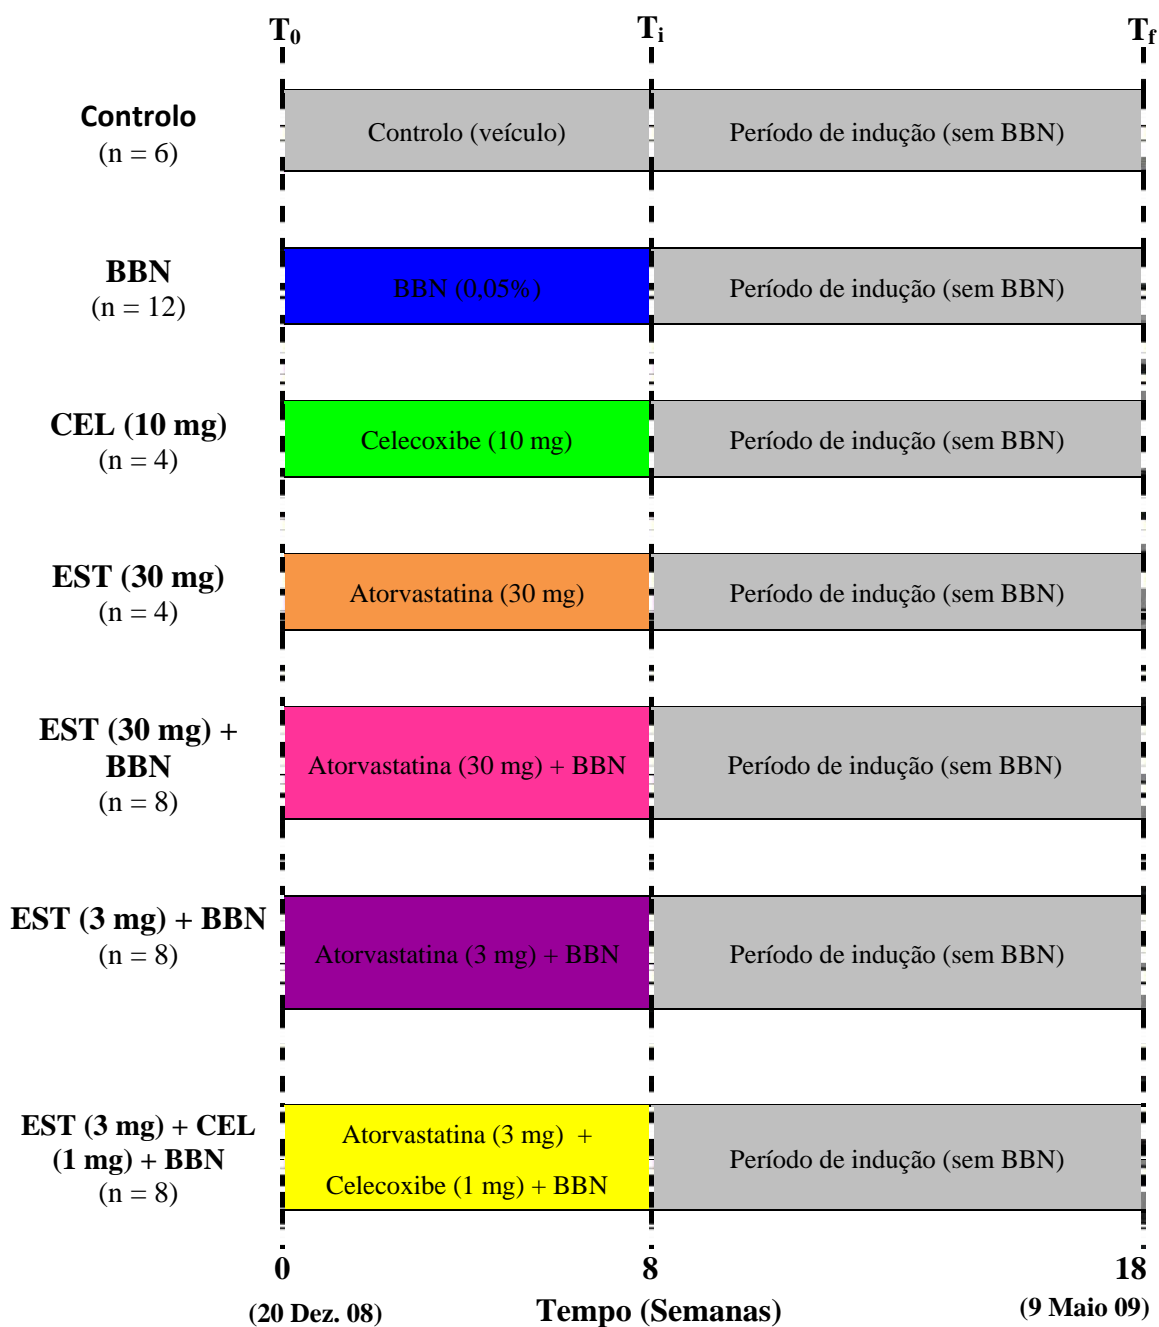 T0 Ti Tf
Controlo
(n = 6)
Controlo (veículo)
Período de indução (sem BBN)
BBN
(n = 12)
BBN (0,05%)
Período de indução (sem BBN)
CEL (10 mg)
(n = 4)
Celecoxibe (10 mg)
Período de indução (sem BBN)
EST (30 mg)
(n = 4)
Atorvastatina (30 mg)
Período de indução (sem BBN)
EST (30 mg) +
BBN
(n = 8)
Atorvastatina (30 mg) + BBN
Período de indução (sem BBN)
EST (3 mg) + BBN
(n = 8)
Atorvastatina (3 mg) + BBN
Período de indução (sem BBN)
EST (3 mg) + CEL
(1 mg) + BBN
(n = 8)
Atorvastatina (3 mg) +
Celecoxibe (1 mg) + BBN
Período de indução (sem BBN)
0 8 18
(20 Dez. 08) Tempo (Semanas) (9 Maio 09)